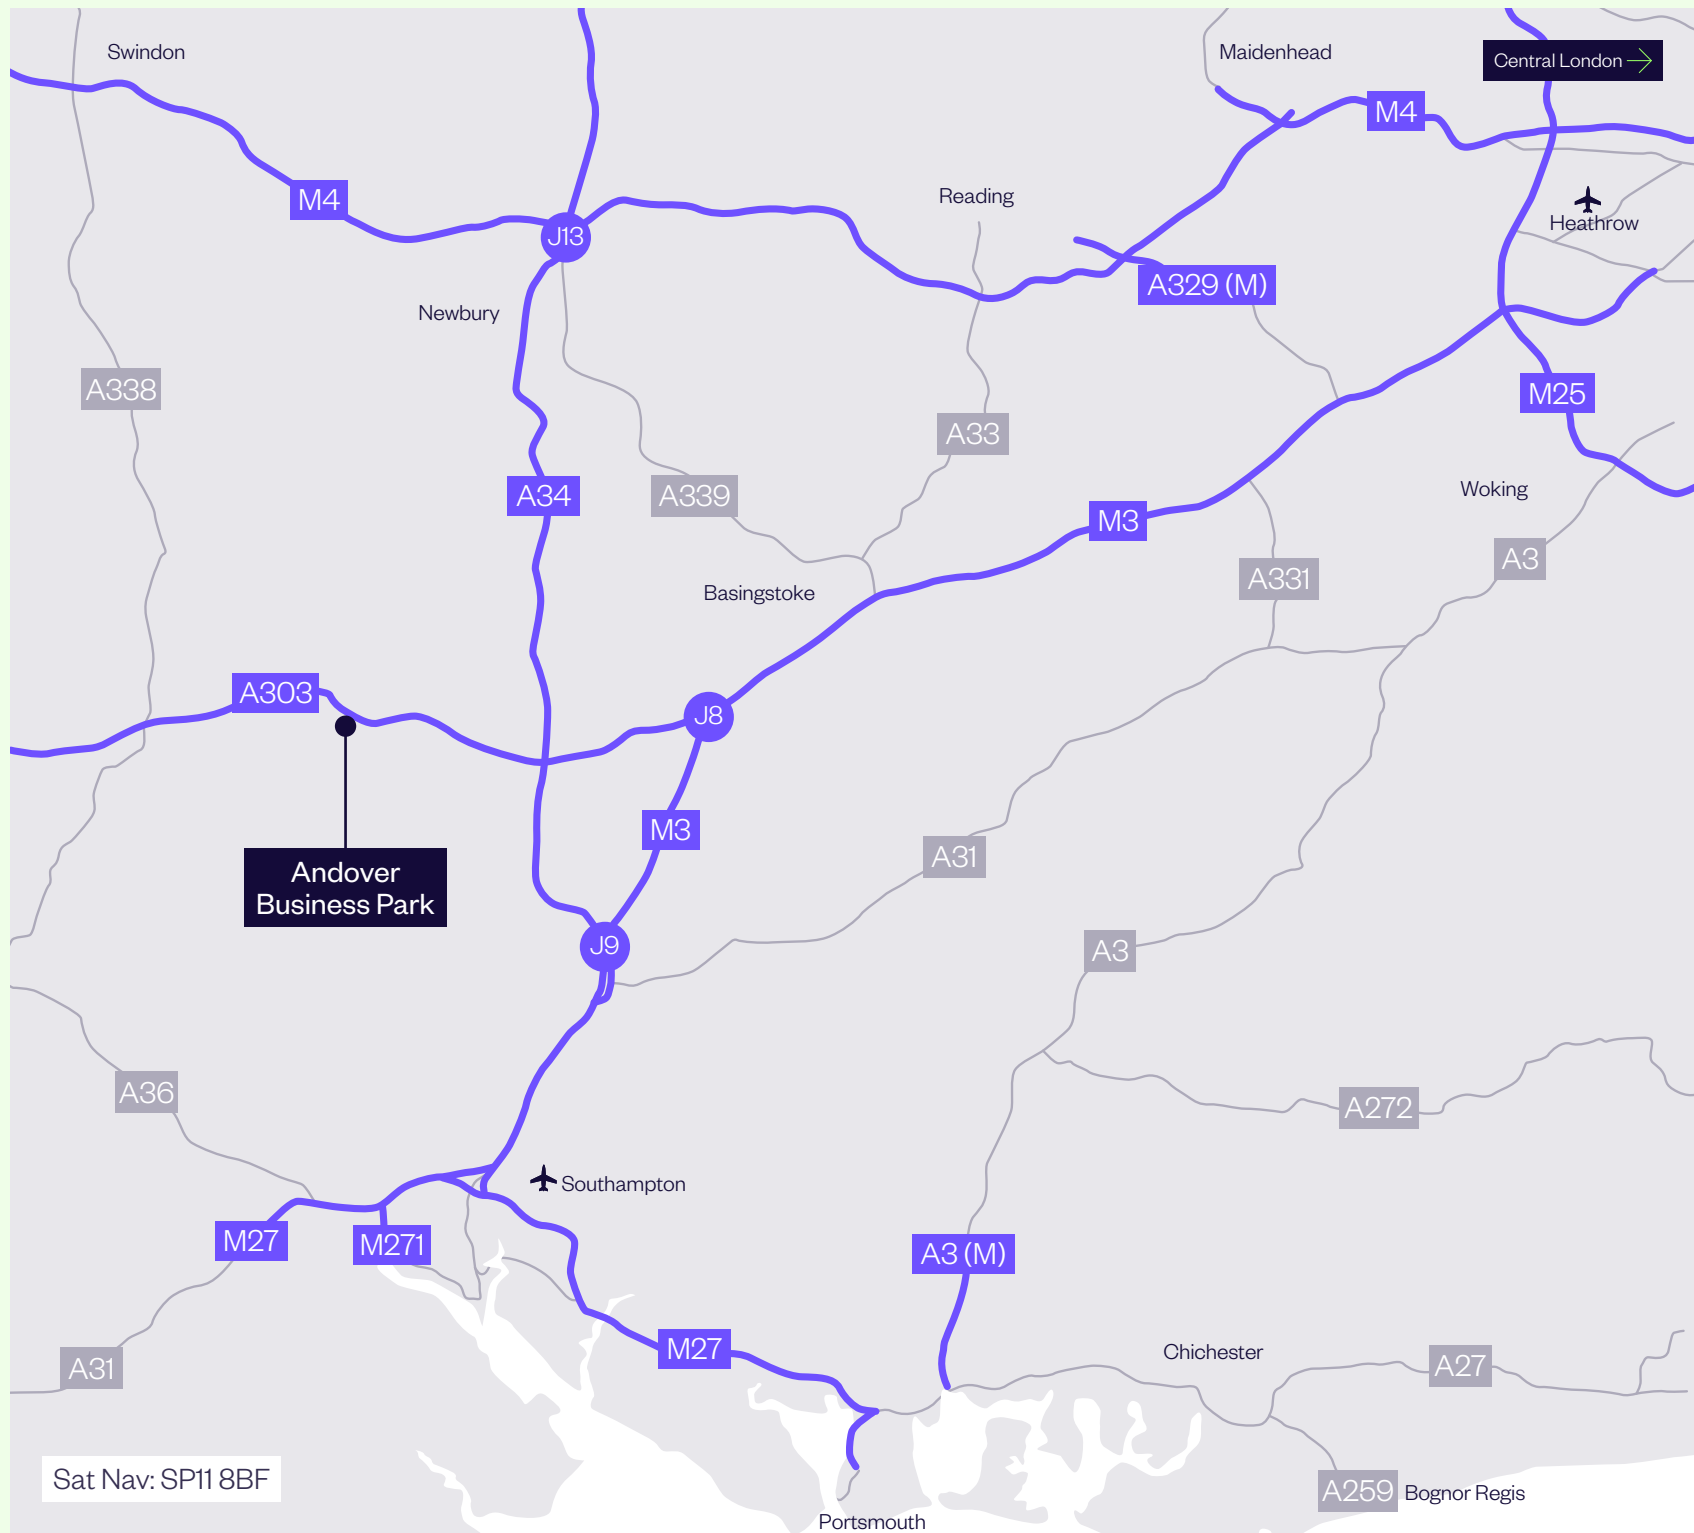 Swindon
Maidenhead
Central London
M4
M4
Reading
Heathrow
J13
A329 (M)
Newbury
A338
M25
A33
A34
A339
Woking
M3
A3
A331
Basingstoke
A303
J8
M3
A31
Andover
Business Park
J9
A3
A36
A272
Southampton
M27
M271
A3 (M)
M27
Chichester
A31
A27
Sat Nav: SP11 8BF
A259
Bognor Regis
Portsmouth